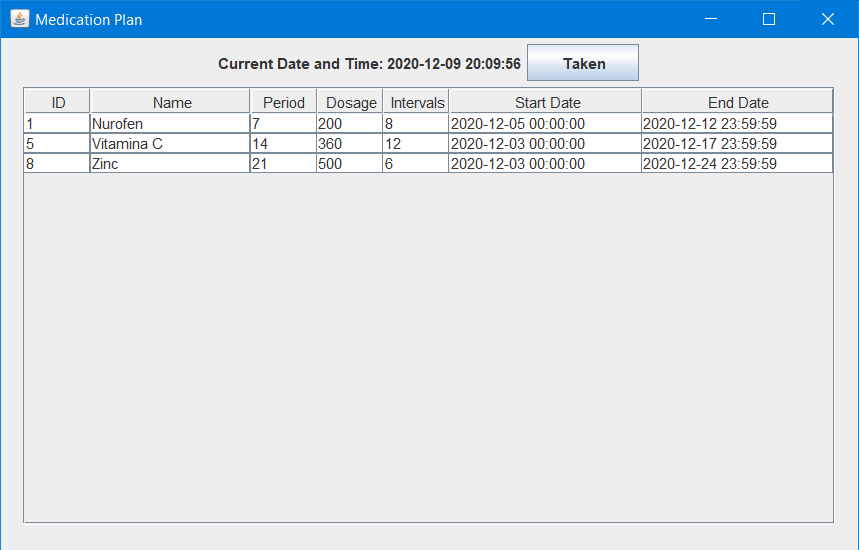 Medication Plan
Current Date and Time: 2020-12-09 20:09:56 Taken
ID Name Period Dosage Intervals Start Date End Date
1 Nurofen 7 200 8 2020-12-05 00:00:00 2020-12-12 23:59:59
5 Vitamina C 14 360 12 2020-12-03 00:00:00 2020-12-17 23:59:59
8 Zinc 21 500 6 2020-12-03 00:00:00 2020-12-24 23:59:59